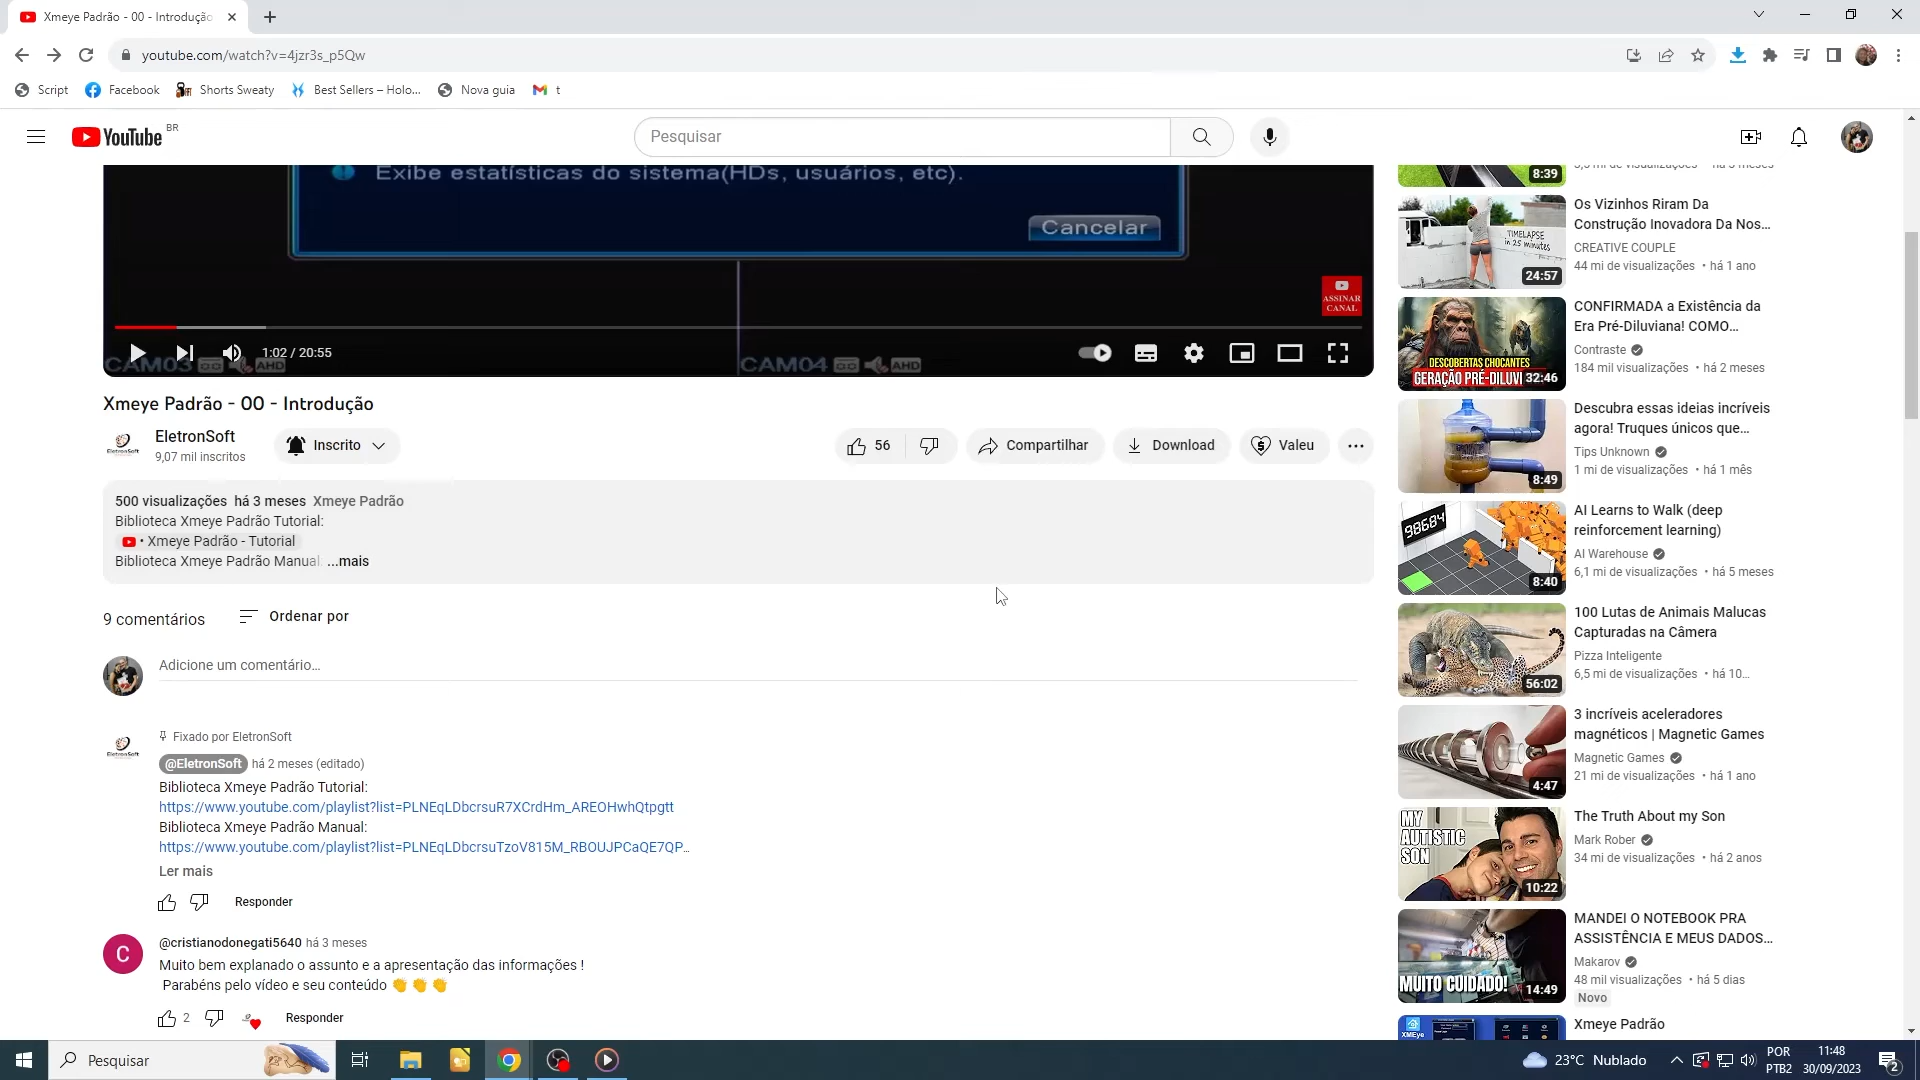 Xmeye Padrão - 00 - Introdução
youtube.com/watch?v=4jzr3s_p5Qw
Script
Facebook
Shorts Sweaty
Best Sellers – Holo...
Nova guia
t
YouTube BR
Pesquisar
Exibe estatísticas do sistema(HDs, usuários, etc).
Cancelar
ASSINAR
CANAL
1:02 / 20:55
CAM03
AHD
CAM04
AHD
Xmeye Padrão - 00 - Introdução
EletronSoft
9,07 mil inscritos
Inscrito
56
Compartilhar
Download
Valeu
500 visualizações há 3 meses Xmeye Padrão
Biblioteca Xmeye Padrão Tutorial:
• Xmeye Padrão - Tutorial
Biblioteca Xmeye Padrão Manual. ...mais
9 comentários
Ordenar por
Adicione um comentário...
Fixado por EletronSoft
@EletronSoft há 2 meses (editado)
Biblioteca Xmeye Padrão Tutorial:
https://www.youtube.com/playlist?list=PLNEqLDbcrsuR7XCrdHm_AREOHwhQtpgtt
Biblioteca Xmeye Padrão Manual:
https://www.youtube.com/playlist?list=PLNEqLDbcrsuTzoV815M_RBOUJPCaQE7QP...
Ler mais
Responder
C
@cristianodonegati5640 há 3 meses
Muito bem explanado o assunto e a apresentação das informações !
Parabéns pelo vídeo e seu conteúdo 👏 👏 👏
2
Responder
8:39
Os Vizinhos Riram Da
Construção Inovadora Da Nos...
CREATIVE COUPLE
44 mi de visualizações • há 1 ano
TIMELAPSE
in 25 minutes
24:57
CONFIRMADA a Existência da
Era Pré-Diluviana! COMO...
Contraste
184 mil visualizações • há 2 meses
DESCOBERTAS CHOCANTES
GERAÇÃO PRÉ-DILUVI
32:46
Descubra essas ideias incríveis
agora! Truques únicos que...
Tips Unknown
1 mi de visualizações • há 1 mês
8:49
AI Learns to Walk (deep
reinforcement learning)
AI Warehouse
6,1 mi de visualizações • há 5 meses
98684
8:40
100 Lutas de Animais Malucas
Capturadas na Câmera
Pizza Inteligente
6,5 mi de visualizações • há 10...
56:02
3 incríveis aceleradores
magnéticos | Magnetic Games
Magnetic Games
21 mi de visualizações • há 1 ano
4:47
The Truth About my Son
Mark Rober
34 mi de visualizações • há 2 anos
MY
AUTISTIC
SON
10:22
MANDEI O NOTEBOOK PRA
ASSISTÊNCIA E MEUS DADOS...
Makarov
48 mil visualizações • há 5 dias
Novo
MUITO CUIDADO!
14:49
XMEye
Xmeye Padrão
Pesquisar
23°C Nublado
POR
PTB2
11:48
30/09/2023
2